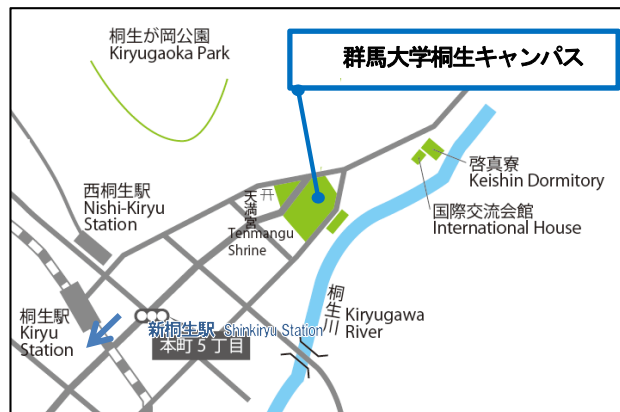 桐生が岡公園
Kiryugaoka Park
群馬大学桐生キャンパス
啓真寮
Keishin Dormitory
国際交流会館
International House
西桐生駅
Nishi-Kiryu
Station
天満宮
Tenmangu
Shrine
桐生川
Kiryugawa
River
桐生駅
Kiryu
Station
新桐生駅 Shinkiryu Station
本町5丁目